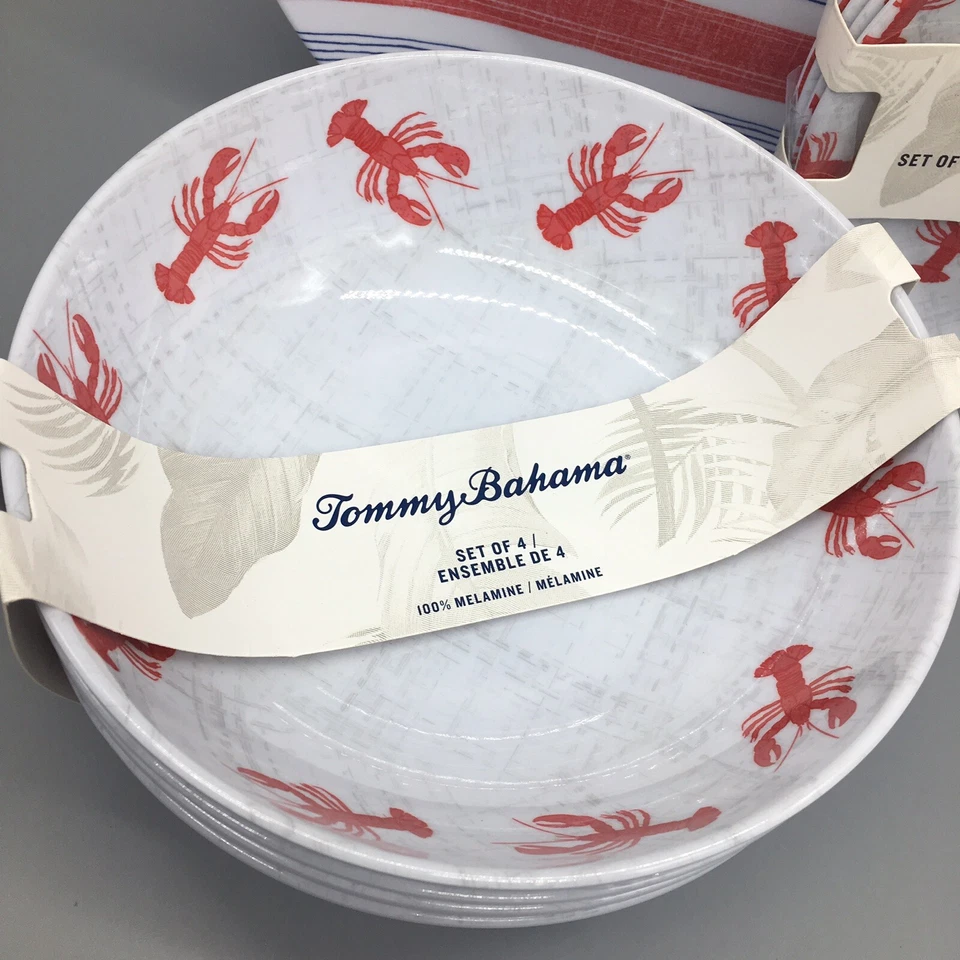 SET OF
Tommy Bahama®
SET OF 4 /
ENSEMBLE DE 4
100% MELAMINE / MÉLAMINE